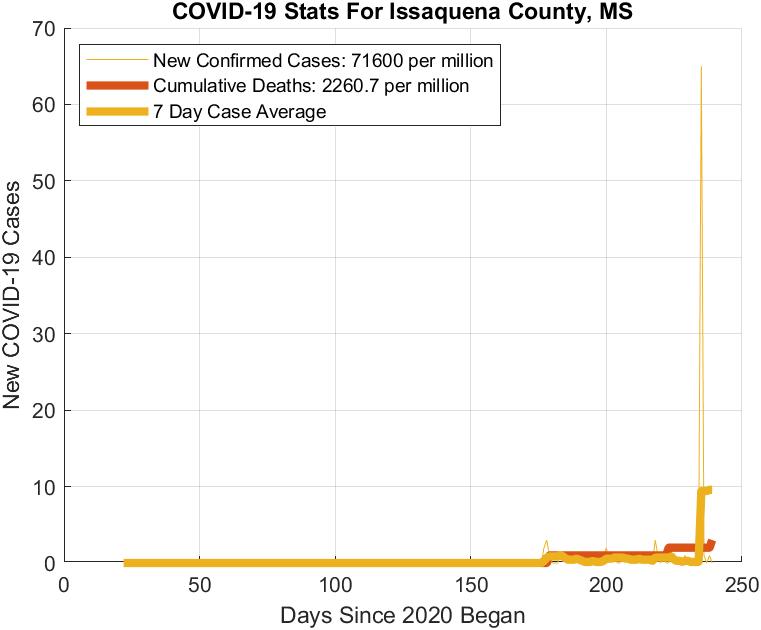 COVID-19 Stats For Issaquena County, MS
70
New Confirmed Cases: 71600 per million
Cumulative Deaths: 2260.7 per million
7 Day Case Average
60
50
40
30
20
10
0
New COVID-19 Cases
0 50 100 150 200 250
Days Since 2020 Began